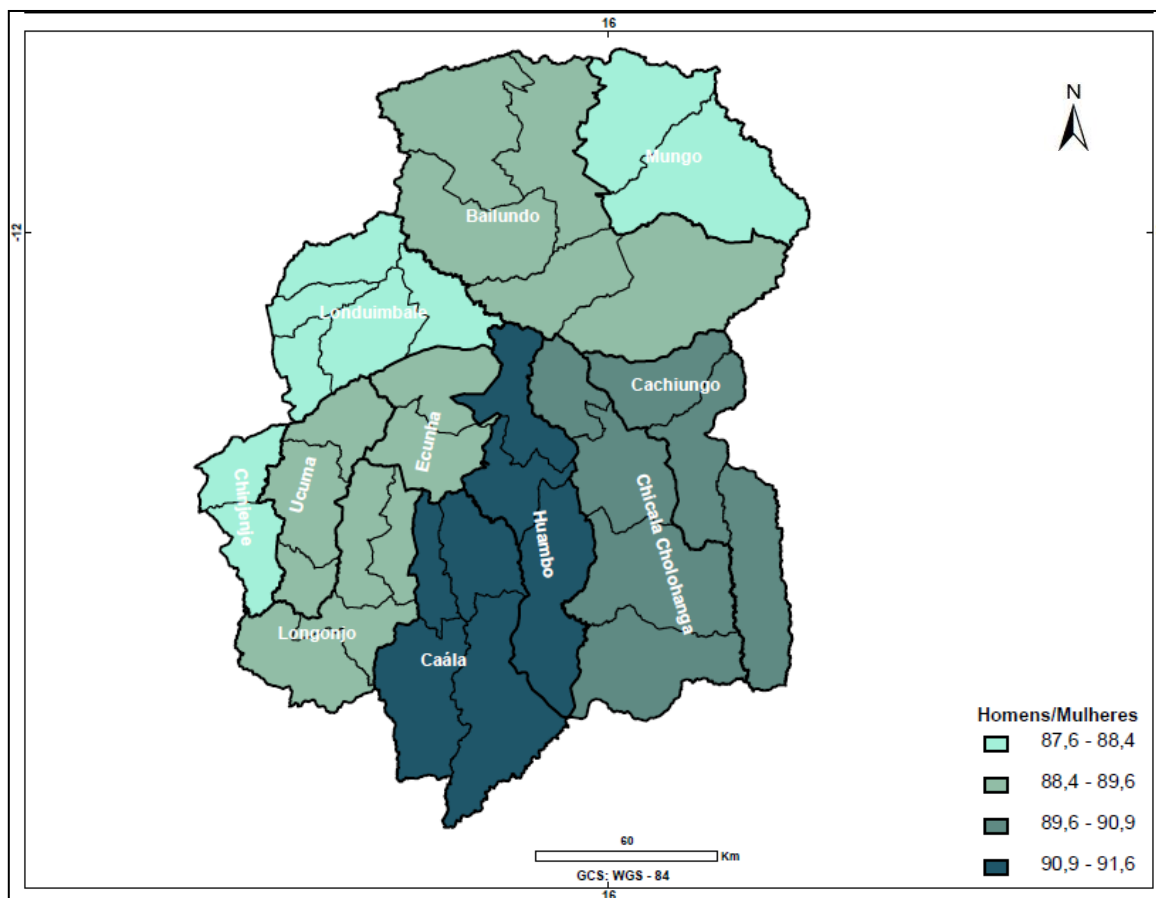 16
N
Mungo
Bailundo
-12
Londuimbale
Cachiungo
Ecunha
Ucuma
Chinjenje
Huambo
Chicala Cholohanga
Longonjo
Caála
Homens/Mulheres
87,6 - 88,4
88,4 - 89,6
89,6 - 90,9
90,9 - 91,6
60
Km
GCS: WGS - 84
16